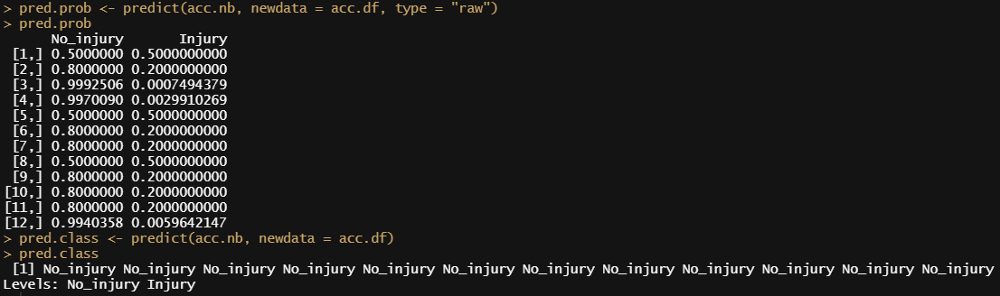 > pred.prob <- predict(acc.nb, newdata = acc.df, type = "raw")
> pred.prob
      No_injury       Injury
 [1,] 0.5000000 0.5000000000
 [2,] 0.8000000 0.2000000000
 [3,] 0.9992506 0.0007494379
 [4,] 0.9970090 0.0029910269
 [5,] 0.5000000 0.5000000000
 [6,] 0.8000000 0.2000000000
 [7,] 0.8000000 0.2000000000
 [8,] 0.5000000 0.5000000000
 [9,] 0.8000000 0.2000000000
[10,] 0.8000000 0.2000000000
[11,] 0.8000000 0.2000000000
[12,] 0.9940358 0.0059642147
> pred.class <- predict(acc.nb, newdata = acc.df)
> pred.class
 [1] No_injury No_injury No_injury No_injury No_injury No_injury No_injury No_injury No_injury No_injury No_injury No_injury
Levels: No_injury Injury